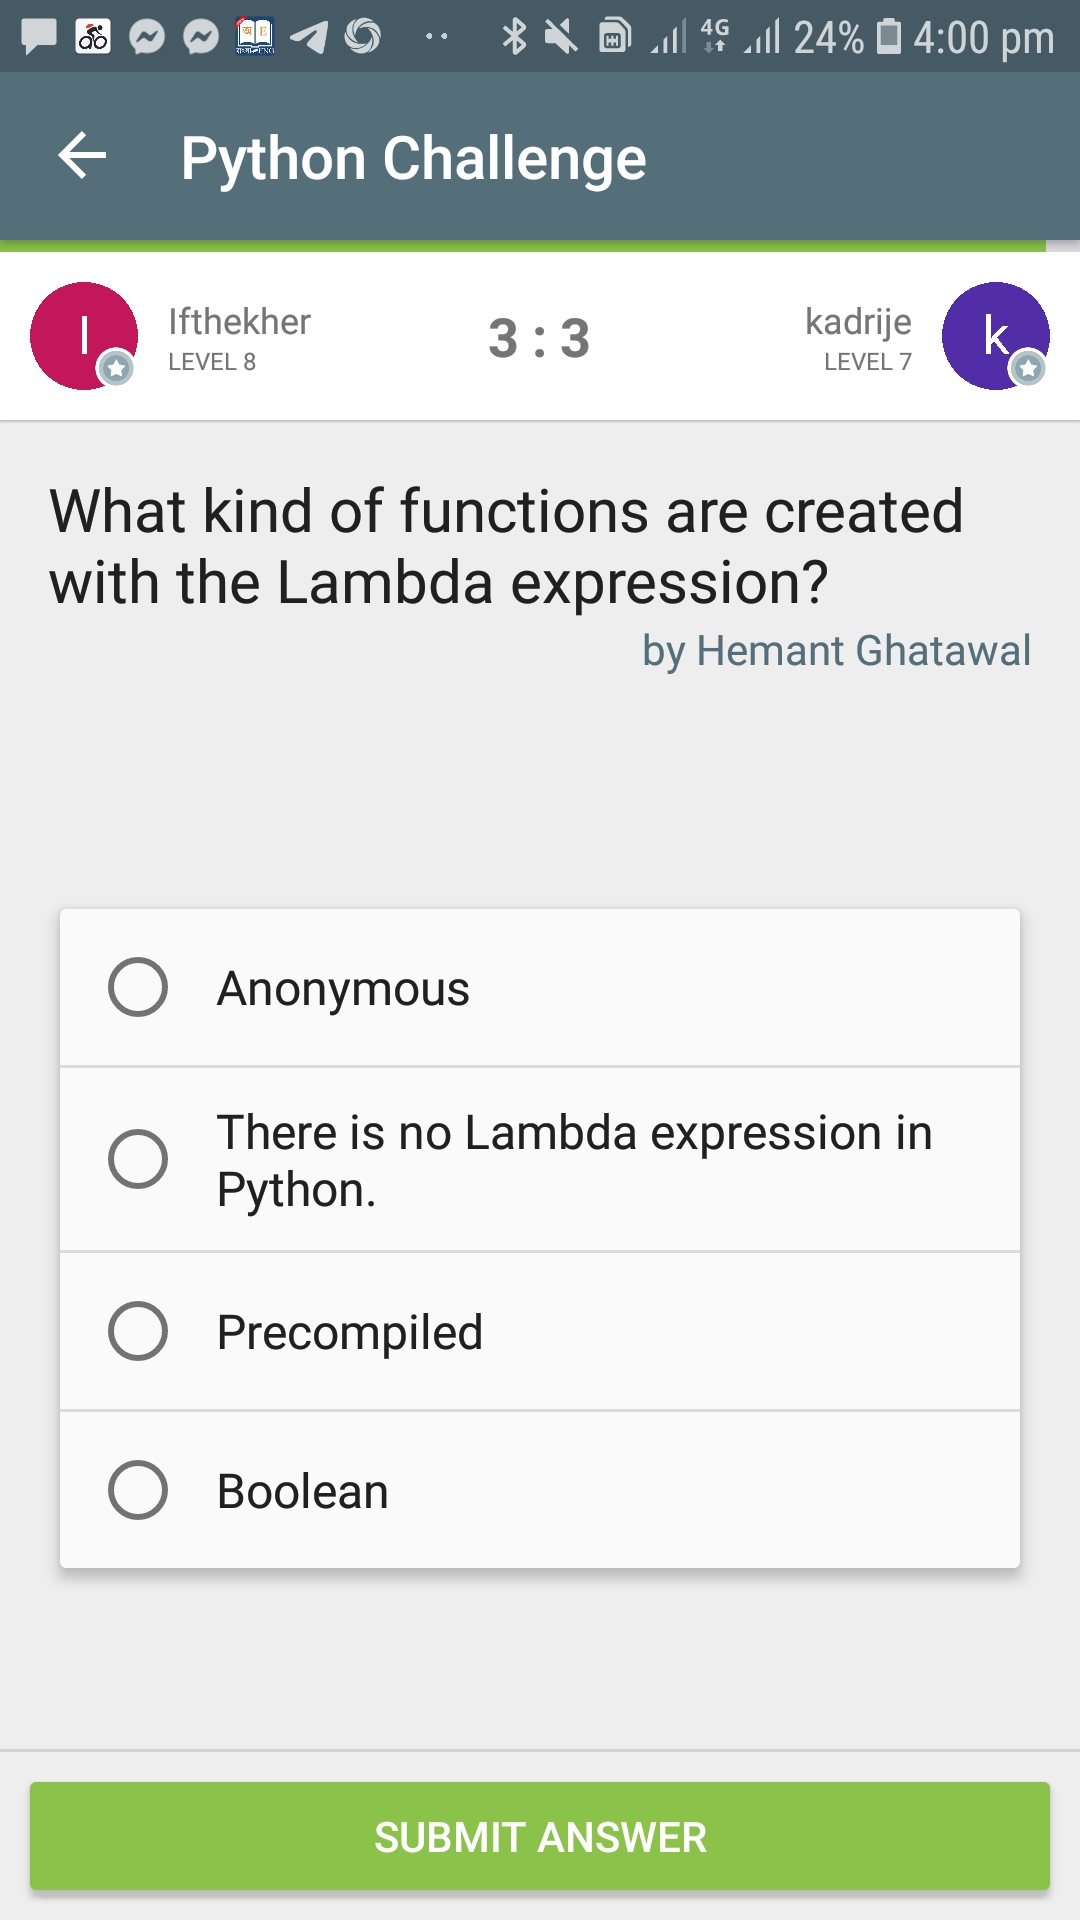 4G 24% 4:00 pm
Python Challenge
I Ifthekher 3 : 3 kadrije k
LEVEL 8 LEVEL 7
What kind of functions are created
with the Lambda expression?
by Hemant Ghatawal
Anonymous
There is no Lambda expression in
Python.
Precompiled
Boolean
SUBMIT ANSWER